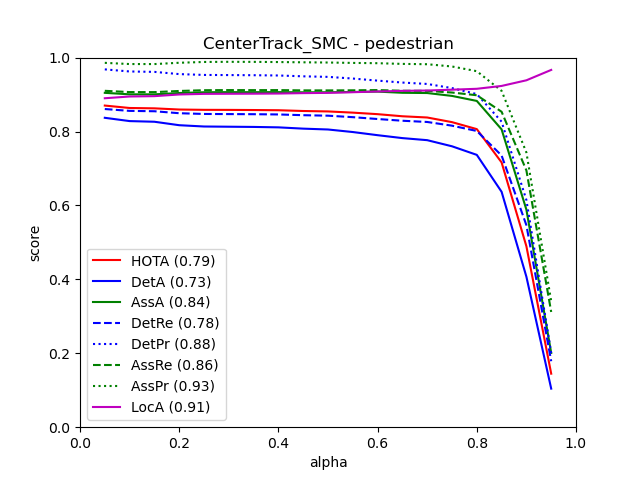 CenterTrack_SMC - pedestrian
score
1.0
0.8
0.6
0.4
0.2
0.0
HOTA (0.79)
DetA (0.73)
AssA (0.84)
DetRe (0.78)
DetPr (0.88)
AssRe (0.86)
AssPr (0.93)
LocA (0.91)
0.0 0.2 0.4 0.6 0.8 1.0
alpha